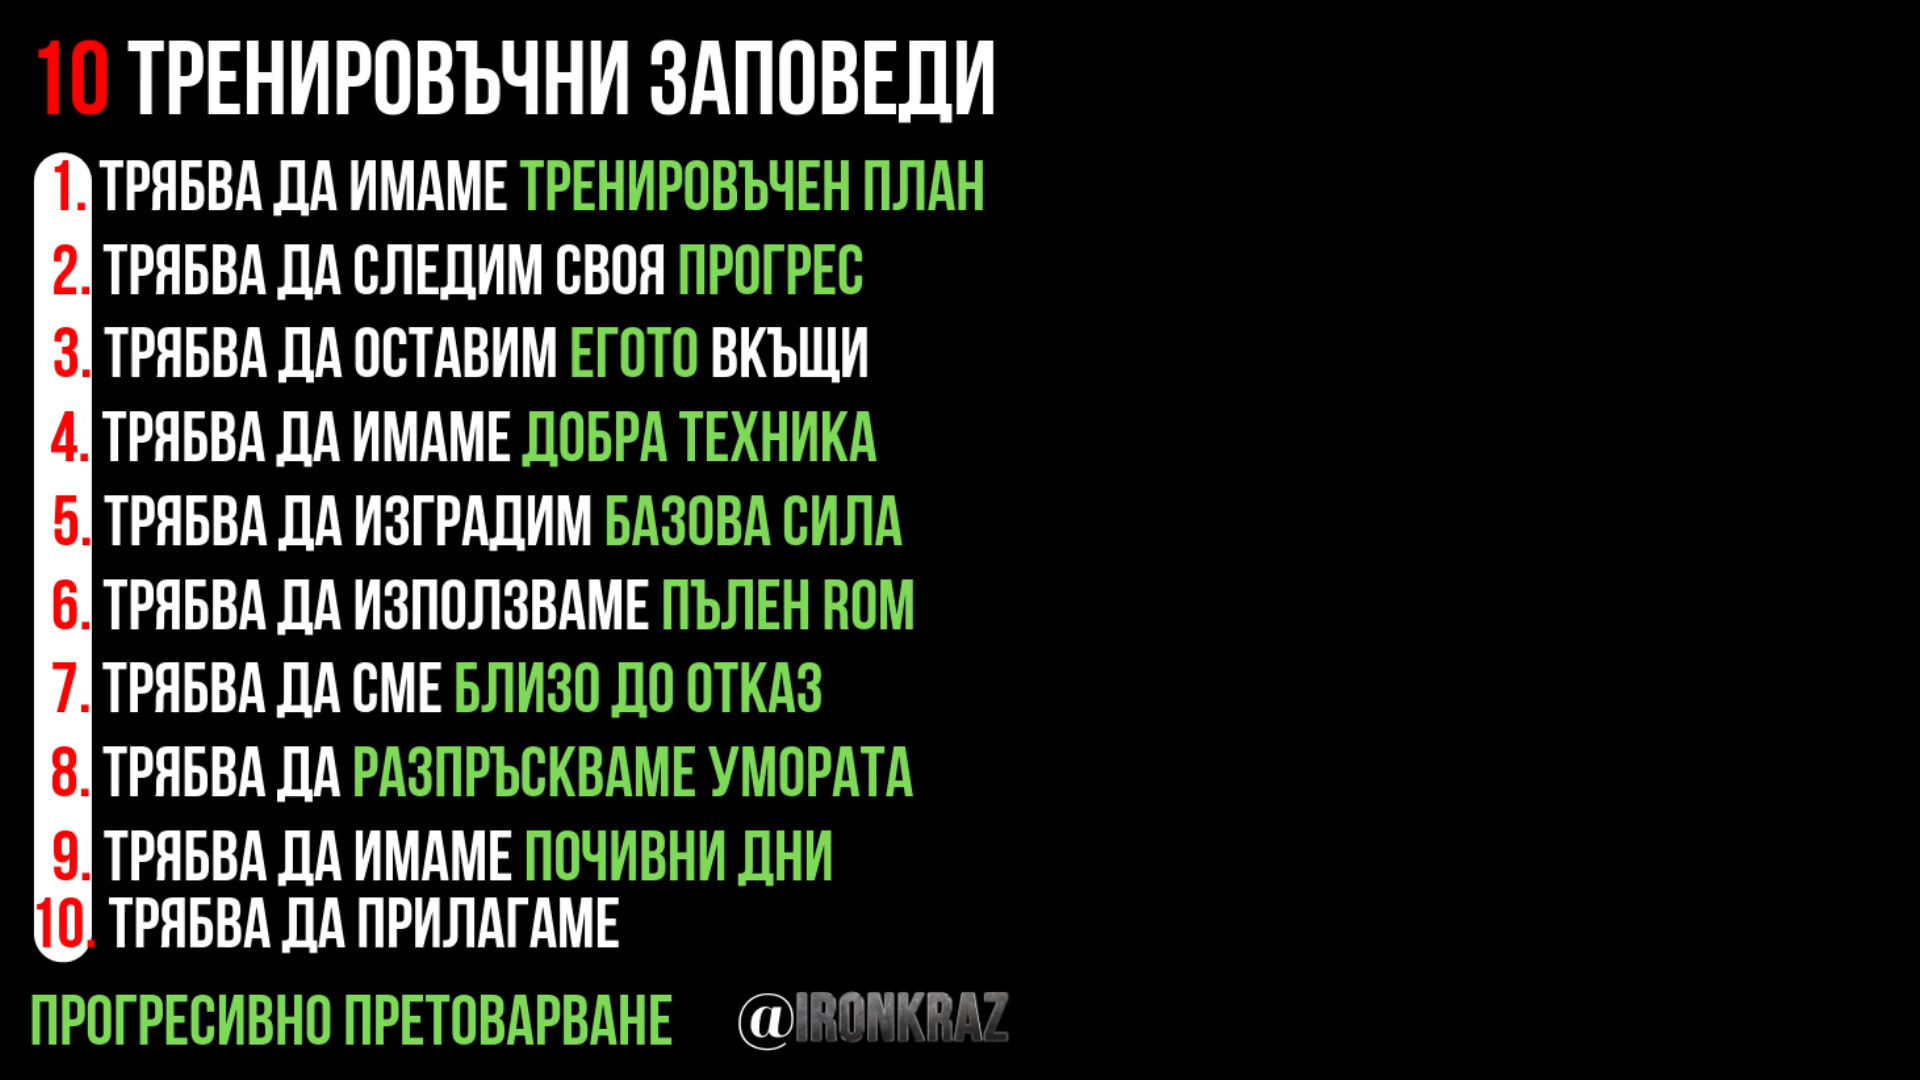 10 ТРЕНИРОВЪЧНИ ЗАПОВЕДИ
1. ТРЯБВА ДА ИМАМЕ ТРЕНИРОВЪЧЕН ПЛАН
2. ТРЯБВА ДА СЛЕДИМ СВОЯ ПРОГРЕС
3. ТРЯБВА ДА ОСТАВИМ ЕГОТО ВКЪЩИ
4. ТРЯБВА ДА ИМАМЕ ДОБРА ТЕХНИКА
5. ТРЯБВА ДА ИЗГРАДИМ БАЗОВА СИЛА
6. ТРЯБВА ДА ИЗПОЛЗВАМЕ ПЪЛЕН ROM
7. ТРЯБВА ДА СМЕ БЛИЗО ДО ОТКАЗ
8. ТРЯБВА ДА РАЗПРЪСКВАМЕ УМОРАТА
9. ТРЯБВА ДА ИМАМЕ ПОЧИВНИ ДНИ
10. ТРЯБВА ДА ПРИЛАГАМЕ
ПРОГРЕСИВНО ПРЕТОВАРВАНЕ @IRONKRAZ